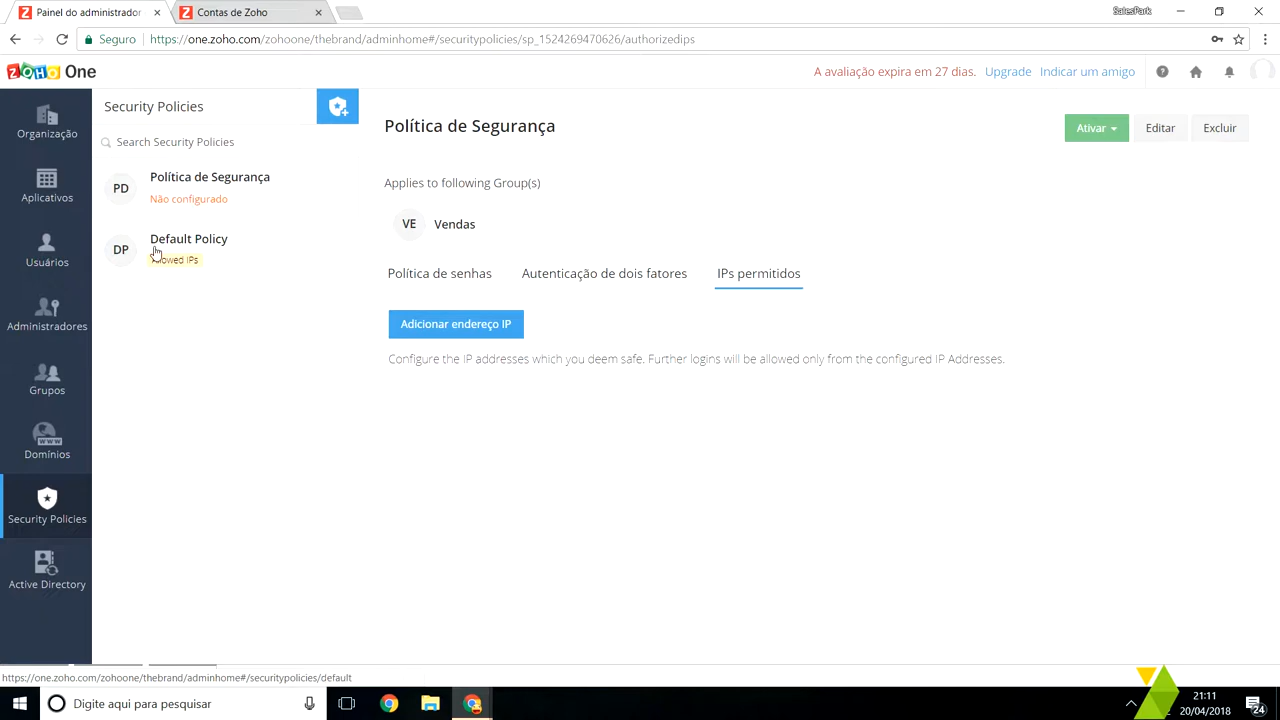 Painel do administrador
Contas de Zoho
SalesPark
Seguro
https://one.zoho.com/zohoone/thebrand/adminhome#/securitypolicies/sp_1524269470626/authorizedips
ZOHO One
A avaliação expira em 27 dias.
Upgrade
Indicar um amigo
Organização
Aplicativos
Usuários
Administradores
Grupos
Domínios
Security Policies
Active Directory
Security Policies
Search Security Policies
PD
Política de Segurança
Não configurado
DP
Default Policy
Allowed IPs
Política de Segurança
Ativar
Editar
Excluir
Applies to following Group(s)
VE
Vendas
Política de senhas
Autenticação de dois fatores
IPs permitidos
Adicionar endereço IP
Configure the IP addresses which you deem safe. Further logins will be allowed only from the configured IP Addresses.
https://one.zoho.com/zohoone/thebrand/adminhome#/securitypolicies/default
Digite aqui para pesquisar
21:11
20/04/2018
24